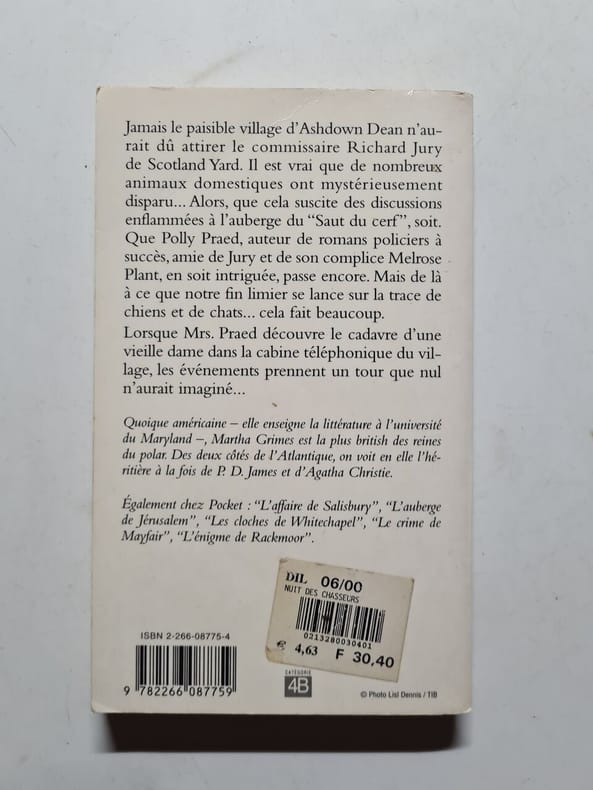 Jamais le paisible village d'Ashdown Dean n'au-
rait dû attirer le commissaire Richard Jury
de Scotland Yard. Il est vrai que de nombreux
animaux domestiques ont mystérieusement
disparu... Alors, que cela suscite des discussions
enflammées à l'auberge du "Saut du cerf", soit.
Que Polly Praed, auteur de romans policiers à
succès, amie de Jury et de son complice Melrose
Plant, en soit intriguée, passe encore. Mais de là
à ce que notre fin limier se lance sur la trace de
chiens et de chats... cela fait beaucoup.
Lorsque Mrs. Praed découvre le cadavre d'une
vieille dame dans la cabine téléphonique du vil-
lage, les événements prennent un tour que nul
n'aurait imaginé...
Quoique américaine – elle enseigne la littérature à l'université
du Maryland –, Martha Grimes est la plus british des reines
du polar. Des deux côtés de l'Atlantique, on voit en elle l'hé-
ritière à la fois de P. D. James et d'Agatha Christie.
Également chez Pocket : "L'affaire de Salisbury", "L'auberge
de Jérusalem", "Les cloches de Whitechapel", "Le crime de
Mayfair", "L'énigme de Rackmoor".
DIL 06/00
NUIT DES CHASSEURS
0213280030401
€ 4,63 F 30,40
ISBN 2-266-08775-4
9 782266 087759
CATÉGORIE
4B
© Photo Lisl Dennis / TIB